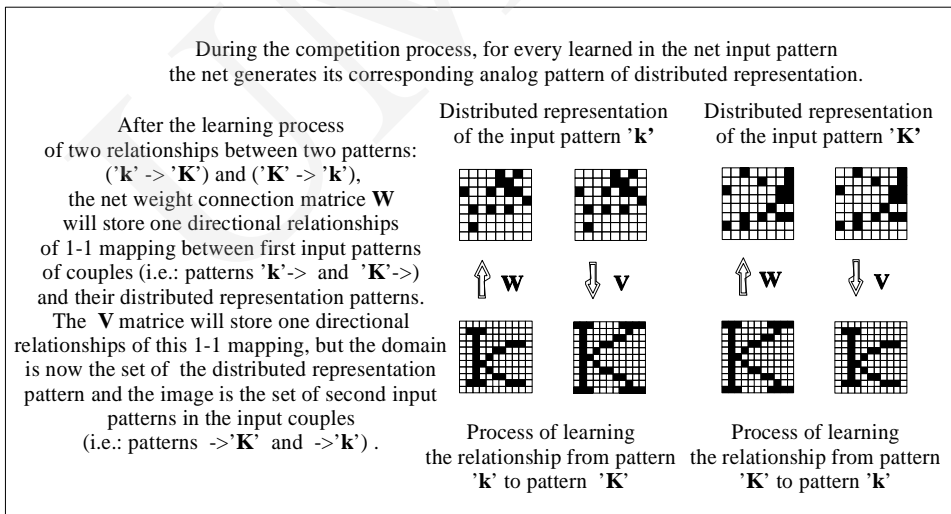 During the competition process, for every learned in the net input pattern
the net generates its corresponding analog pattern of distributed representation.
After the learning process
of two relationships between two patterns:
('k' -> 'K') and ('K' -> 'k'),
the net weight connection matrice W
will store one directional relationships
of 1-1 mapping between first input patterns
of couples (i.e.: patterns 'k'-> and 'K'->)
and their distributed representation patterns.
The V matrice will store one directional
relationships of this 1-1 mapping, but the domain
is now the set of the distributed representation
pattern and the image is the set of second input
patterns in the input couples
(i.e.: patterns ->'K' and ->'k') .
Distributed representation
of the input pattern 'k'
W
V
Process of learning
the relationship from pattern
'k' to pattern 'K'
Distributed representation
of the input pattern 'K'
W
V
Process of learning
the relationship from pattern
'K' to pattern 'k'